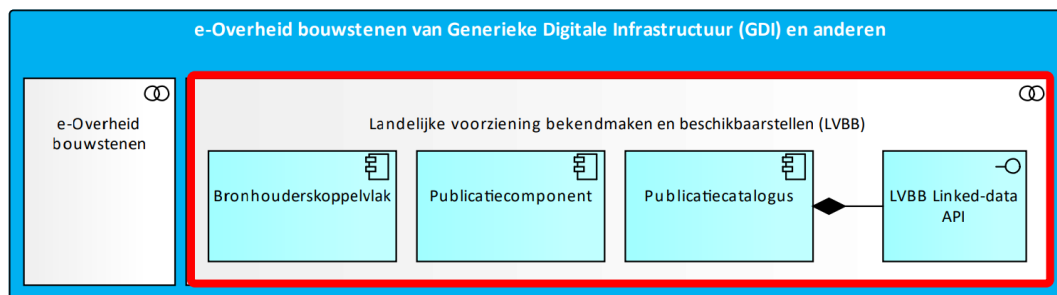 e-Overheid bouwstenen van Generieke Digitale Infrastructuur (GDI) en anderen
e-Overheid
bouwstenen
Landelijke voorziening bekendmaken en beschikbaarstellen (LVBB)
Bronhouderskoppelvlak
Publicatiecomponent
Publicatiecatalogus
LVBB Linked-data
API